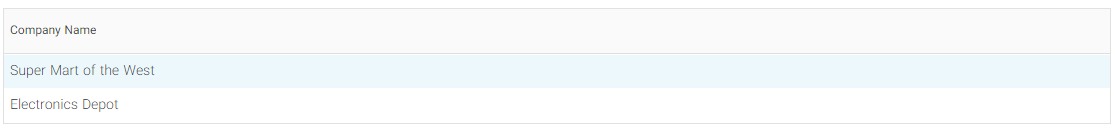 Company Name
Super Mart of the West
Electronics Depot